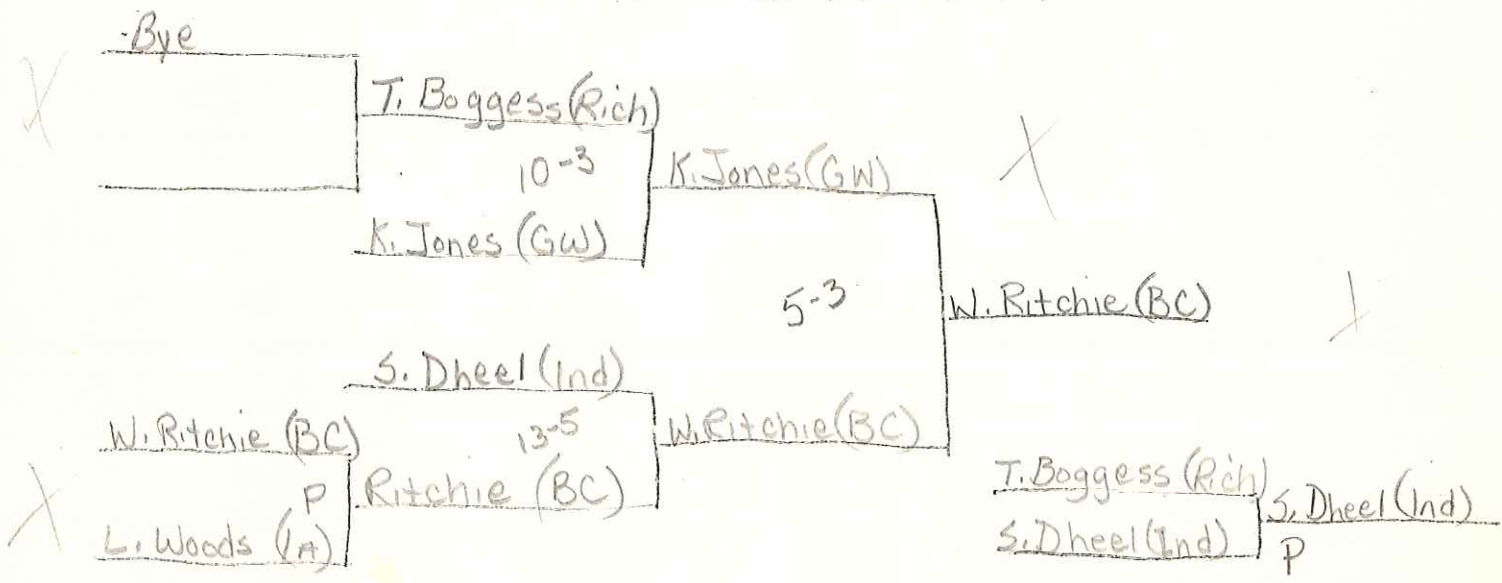 -Bye
T. Boggess (Rich)
10-3
K. Jones (GW)
K. Jones (GW)
5-3
W. Ritchie (BC)
S. Dheel (Ind)
W. Ritchie (BC)
13-5
W. Ritchie (BC)
P
Ritchie (BC)
L. Woods (IA)
T. Boggess (Rich)
S. Dheel (Ind)
S. Dheel (Ind)
P